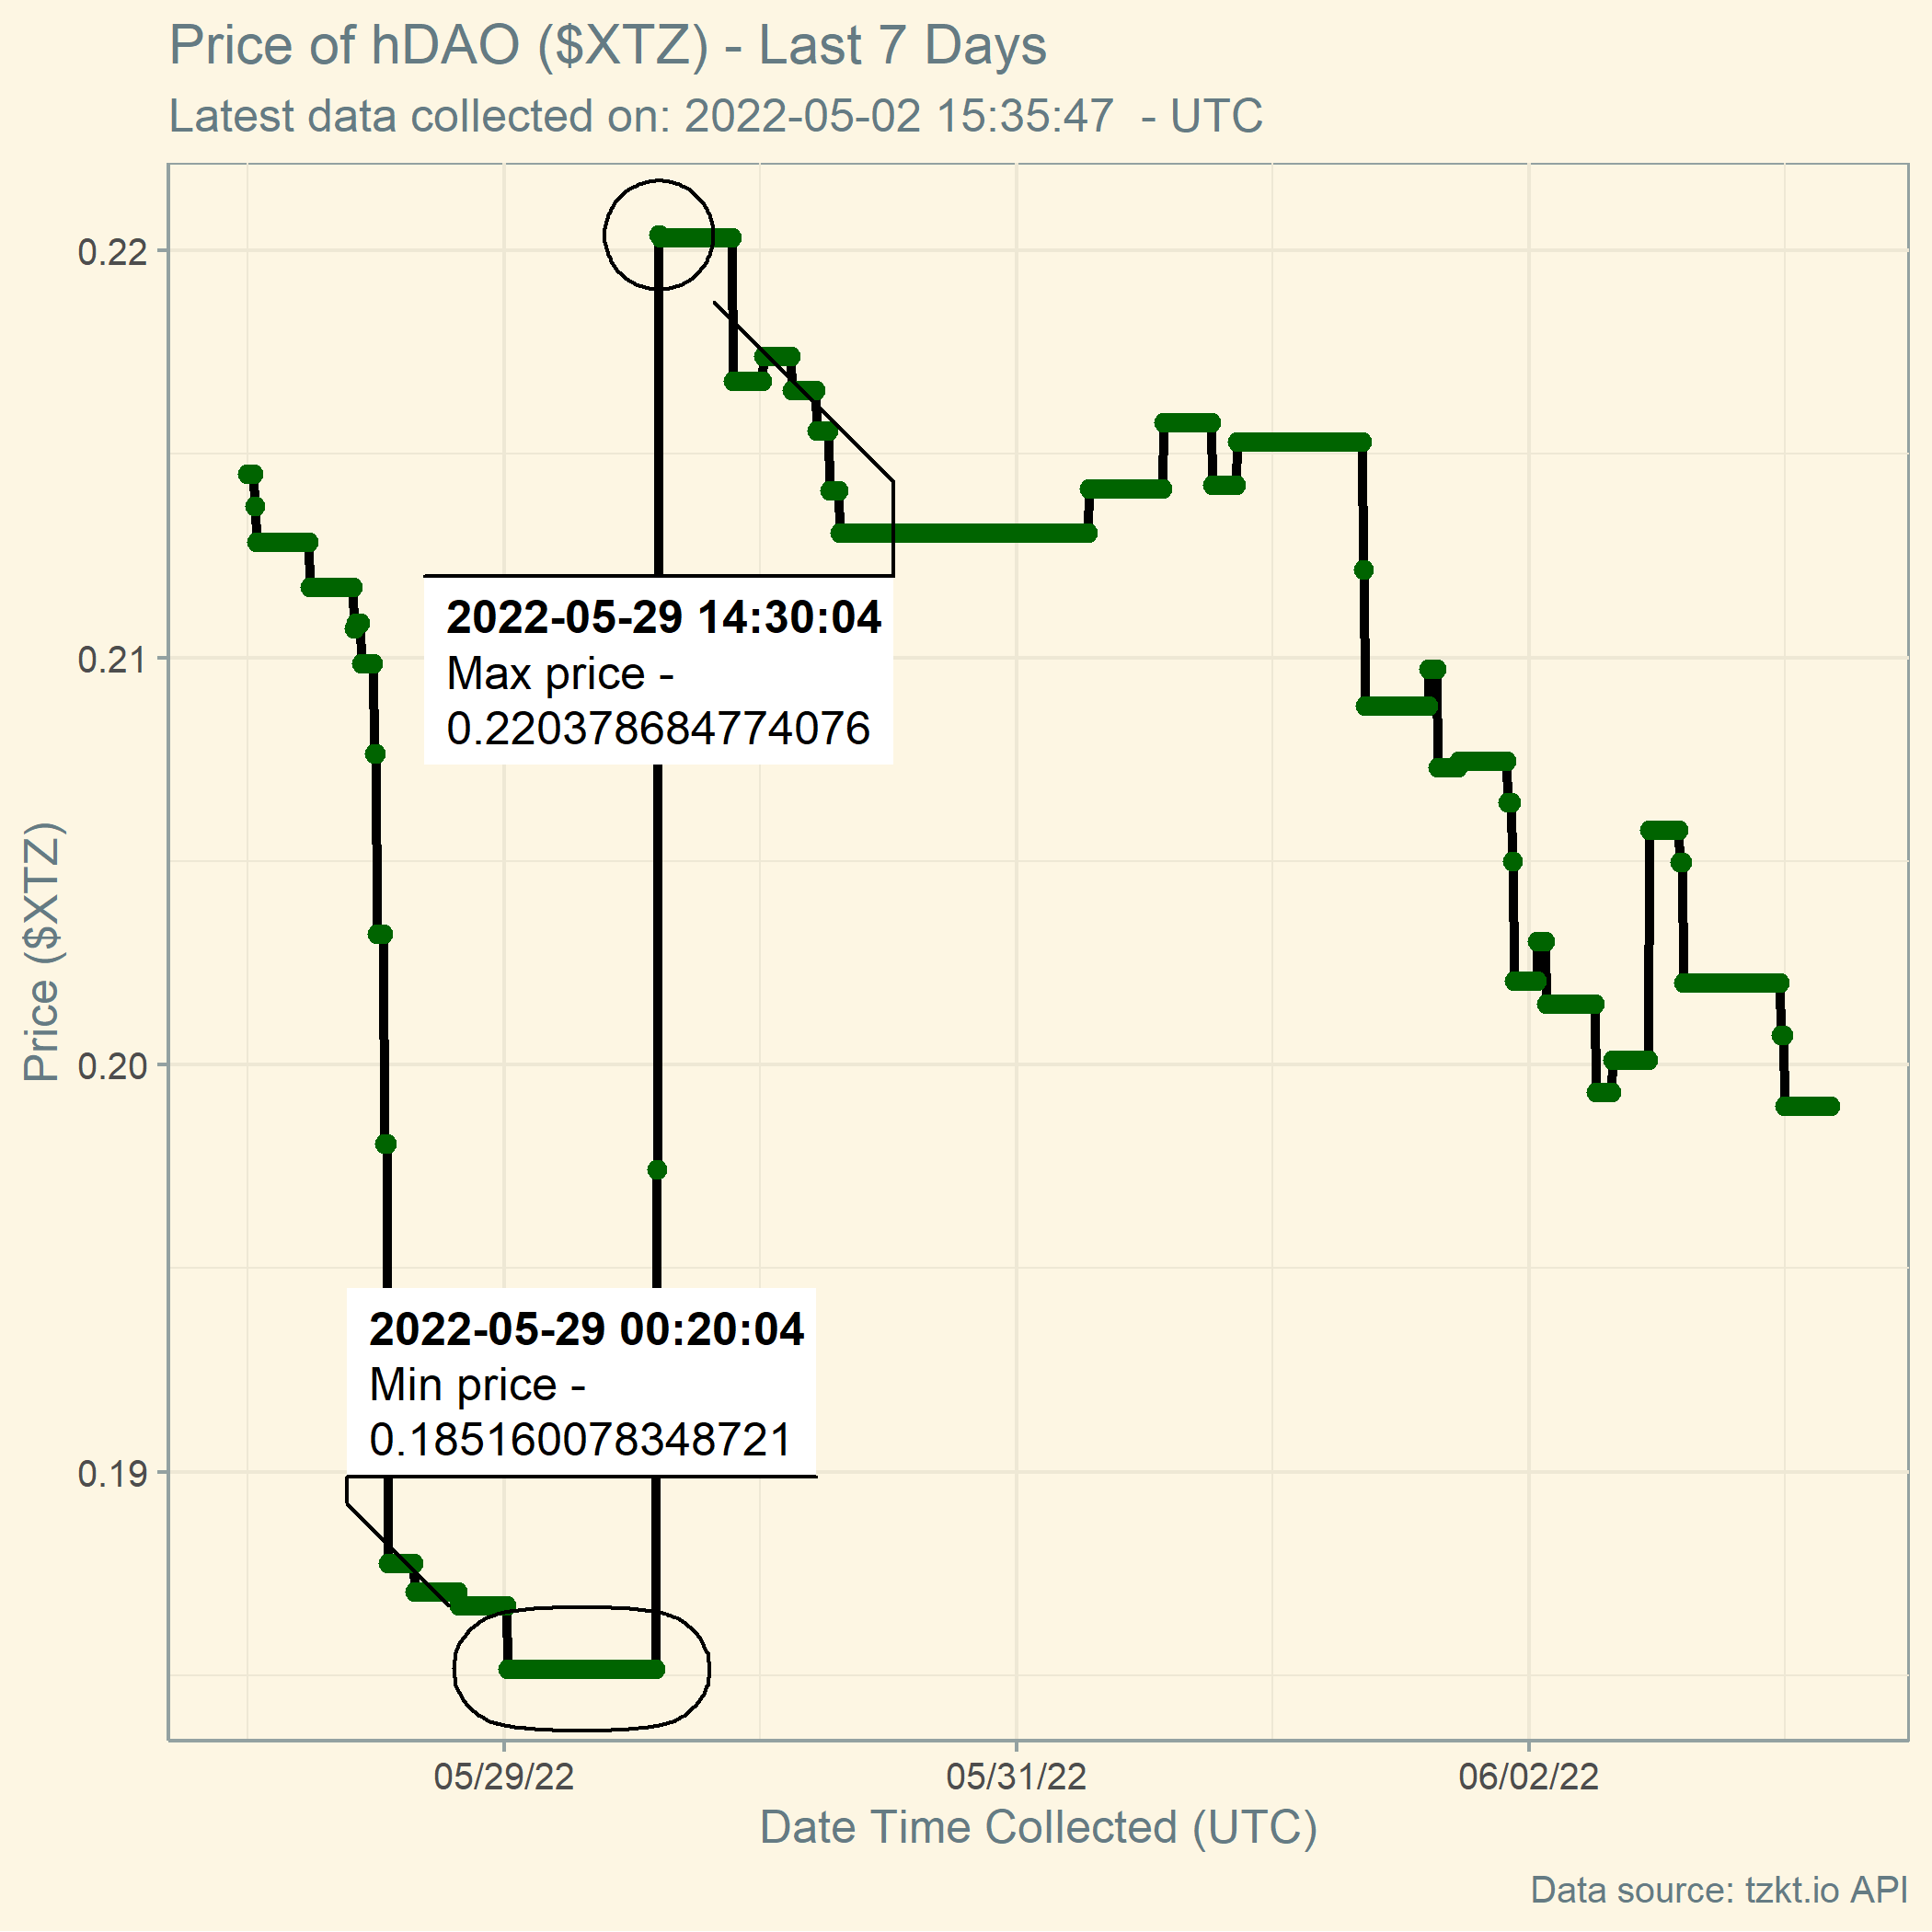 Price of hDAO ($XTZ) - Last 7 Days
Latest data collected on: 2022-05-02 15:35:47  - UTC
0.22
0.21
0.20
0.19
Price ($XTZ)
2022-05-29 14:30:04
Max price -
0.220378684774076
2022-05-29 00:20:04
Min price -
0.185160078348721
05/29/22
05/31/22
06/02/22
Date Time Collected (UTC)
Data source: tzkt.io API